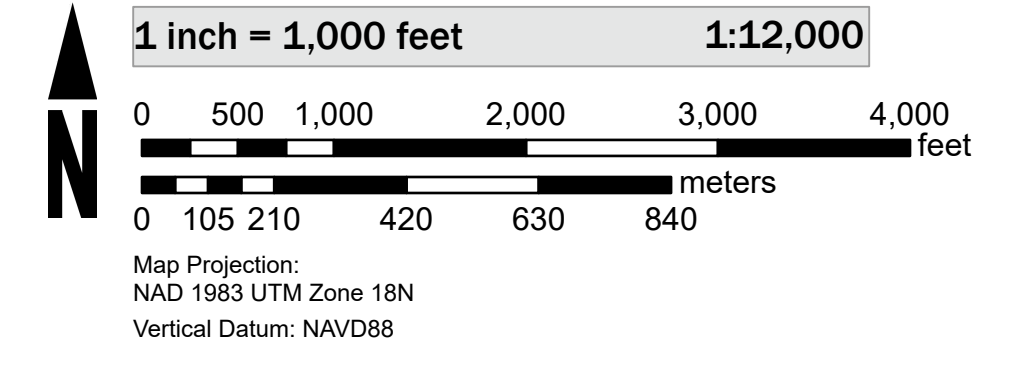 1 inch = 1,000 feet 1:12,000
0 500 1,000 2,000 3,000 4,000
feet
N
meters
0 105 210 420 630 840
Map Projection:
NAD 1983 UTM Zone 18N
Vertical Datum: NAVD88